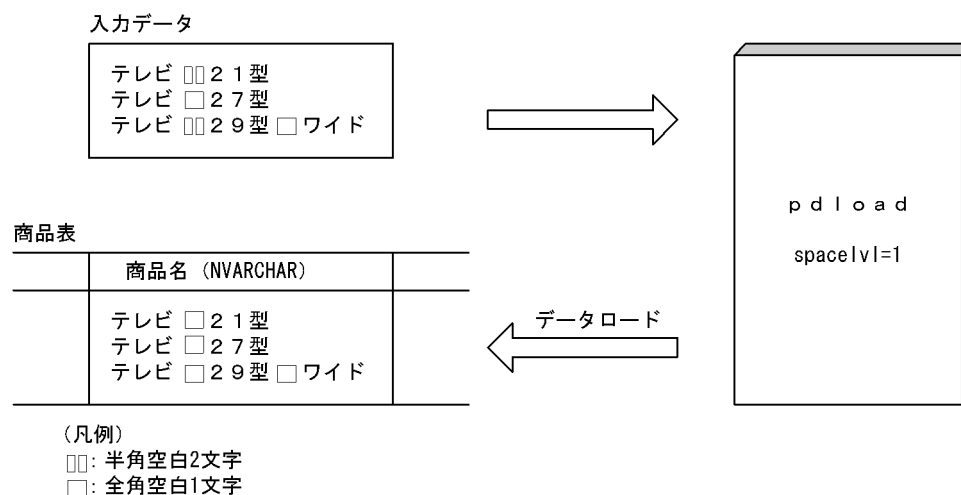 入力データ
テレビ ▯▯２１型
テレビ □２７型
テレビ ▯▯２９型 □ ワイド
ｐｄｌｏａｄ
spacelvl=1
商品表
商品名（NVARCHAR）
データロード
テレビ □２１型
テレビ □２７型
テレビ □２９型 □ ワイド
（凡例）
▯▯：半角空白2文字
□：全角空白1文字